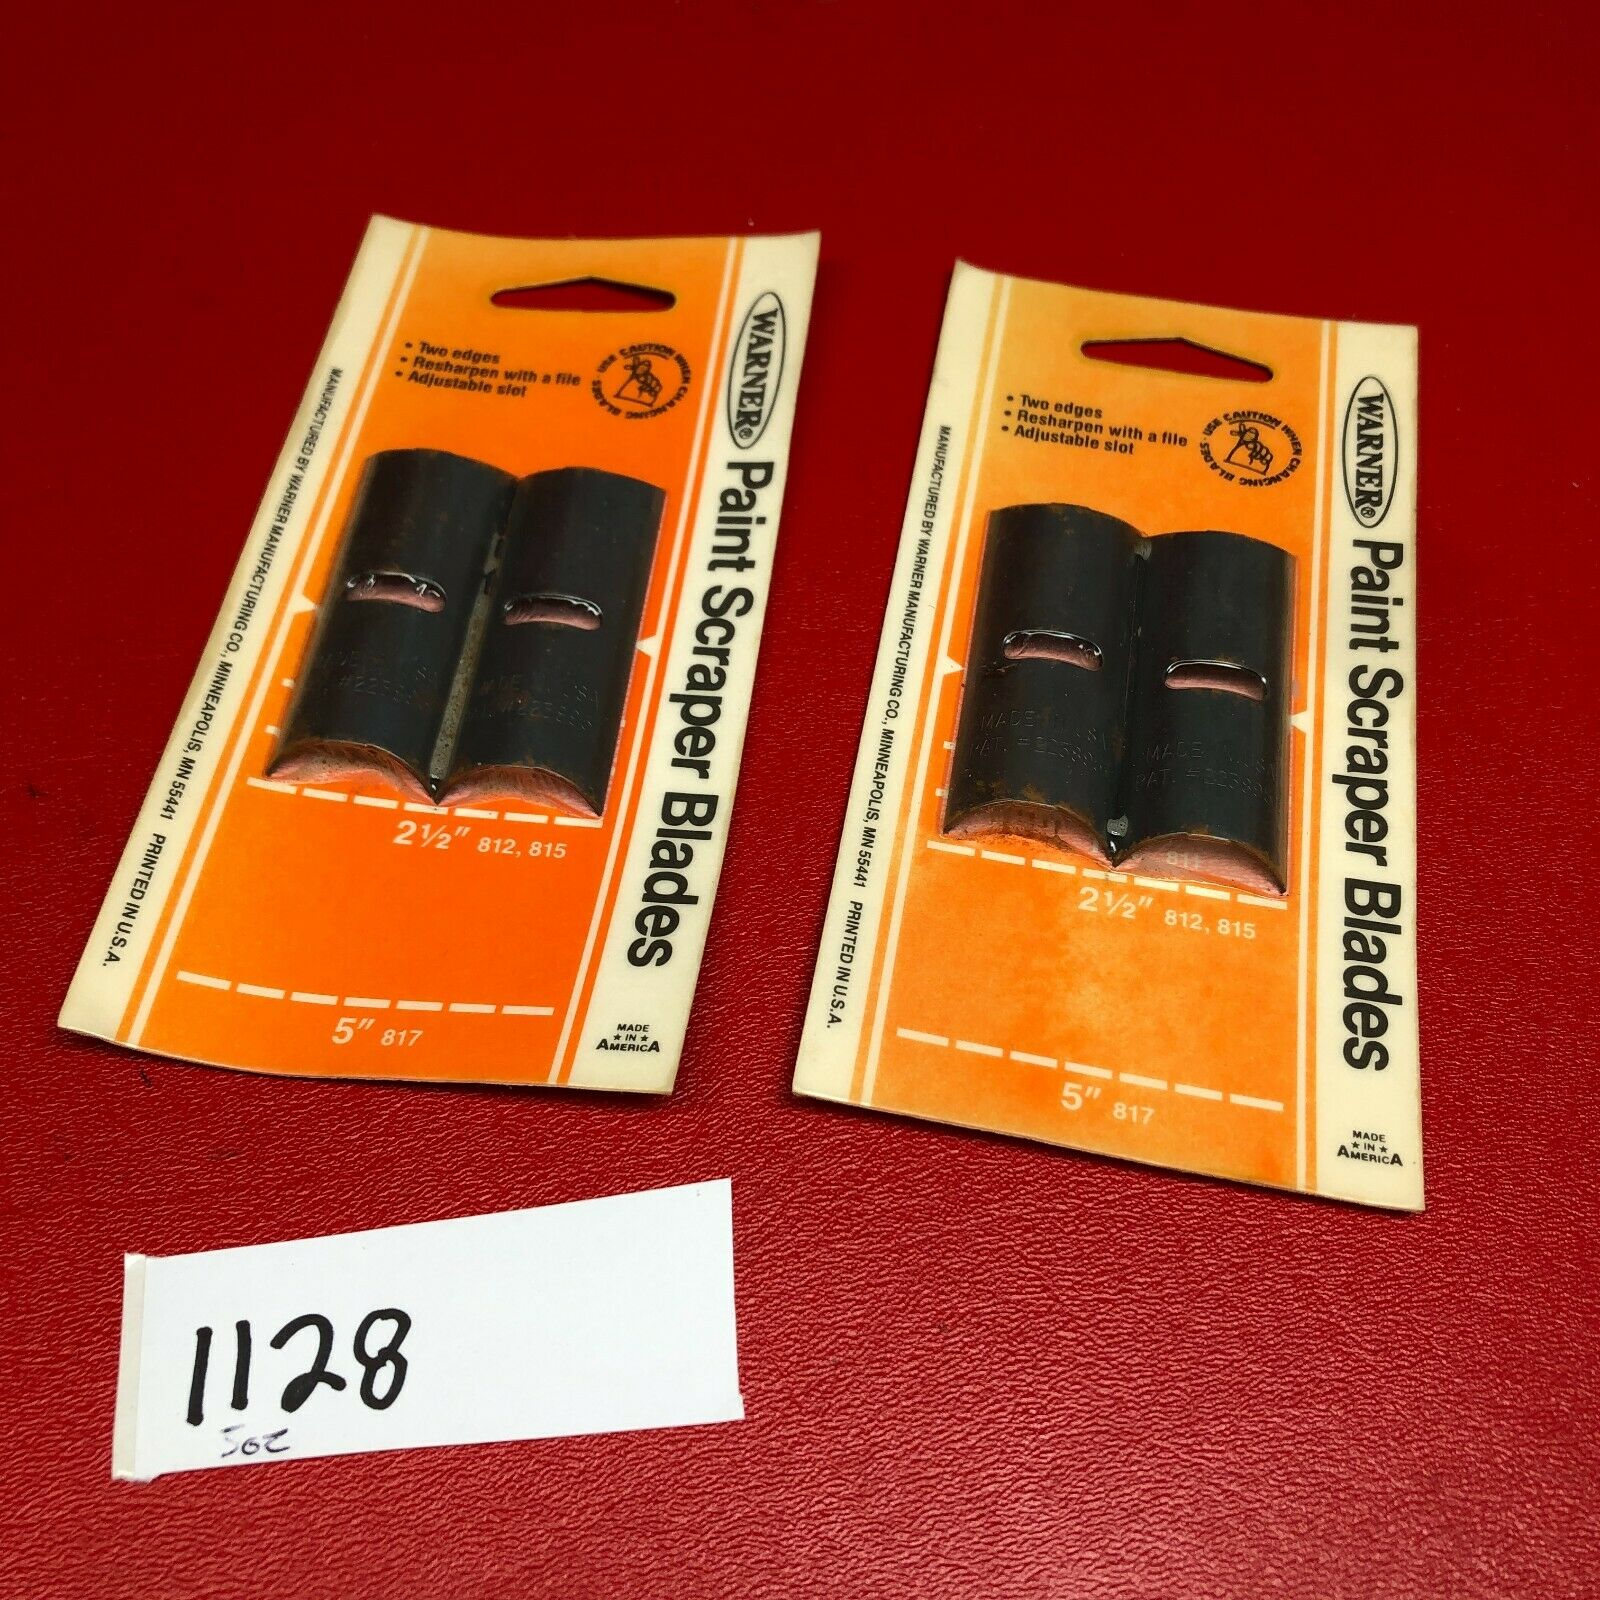 WARNER®
Paint Scraper Blades
• Two edges
• Resharpen with a file
• Adjustable slot
USE CAUTION WHEN CHANGING BLADES
MANUFACTURED BY WARNER MANUFACTURING CO., MINNEAPOLIS, MN 55441 PRINTED IN U.S.A.
2½" 812, 815
5" 817
MADE
IN
AMERICA
WARNER®
Paint Scraper Blades
• Two edges
• Resharpen with a file
• Adjustable slot
USE CAUTION WHEN CHANGING BLADES
MANUFACTURED BY WARNER MANUFACTURING CO., MINNEAPOLIS, MN 55441 PRINTED IN U.S.A.
811
2½" 812, 815
5" 817
MADE
IN
AMERICA
1128